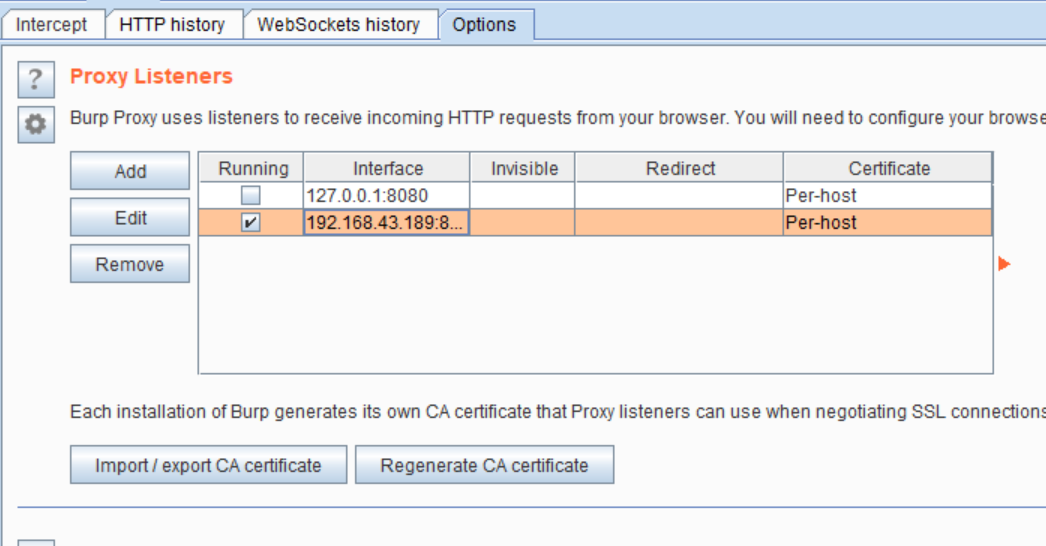 Intercept HTTP history WebSockets history Options
? Proxy Listeners
Burp Proxy uses listeners to receive incoming HTTP requests from your browser. You will need to configure your browse
Add Running Interface Invisible Redirect Certificate
127.0.0.1:8080 Per-host
Edit 192.168.43.189:8... Per-host
Remove
Each installation of Burp generates its own CA certificate that Proxy listeners can use when negotiating SSL connections
Import / export CA certificate Regenerate CA certificate